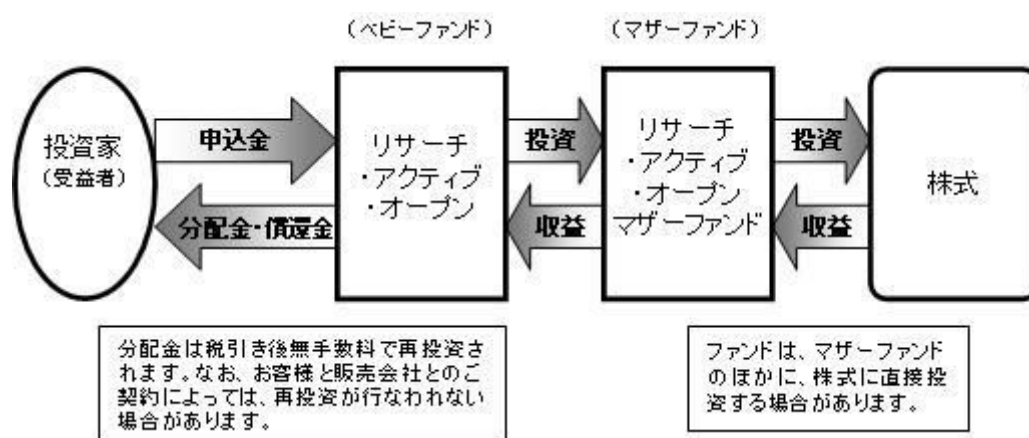 （ベビーファンド）
（マザーファンド）
投資家
（受益者）
申込金
分配金・償還金
リサーチ
・アクティブ
・オープン
投資
収益
リサーチ
・アクティブ
・オープン
マザーファンド
投資
収益
株式
分配金は税引き後無手数料で再投資さ
れます。なお、お客様と販売会社とのご
契約によっては、再投資が行なわれない
場合があります。
ファンドは、マザーファンド
のほかに、株式に直接投
資する場合があります。